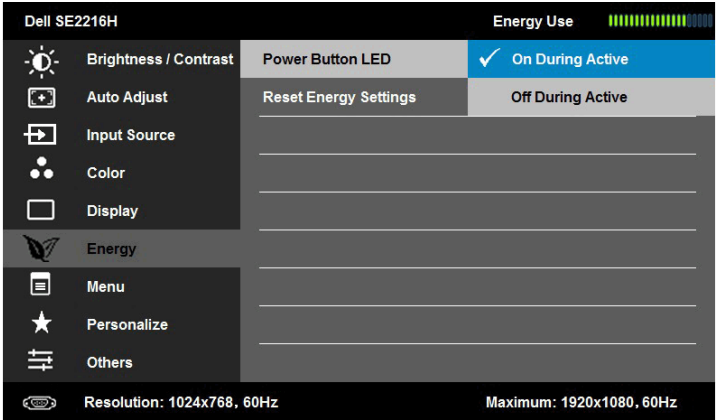 Dell SE2216H Energy Use
Brightness / Contrast Power Button LED On During Active
Auto Adjust Reset Energy Settings Off During Active
Input Source
Color
Display
Energy
Menu
Personalize
Others
Resolution: 1024x768, 60Hz Maximum: 1920x1080, 60Hz